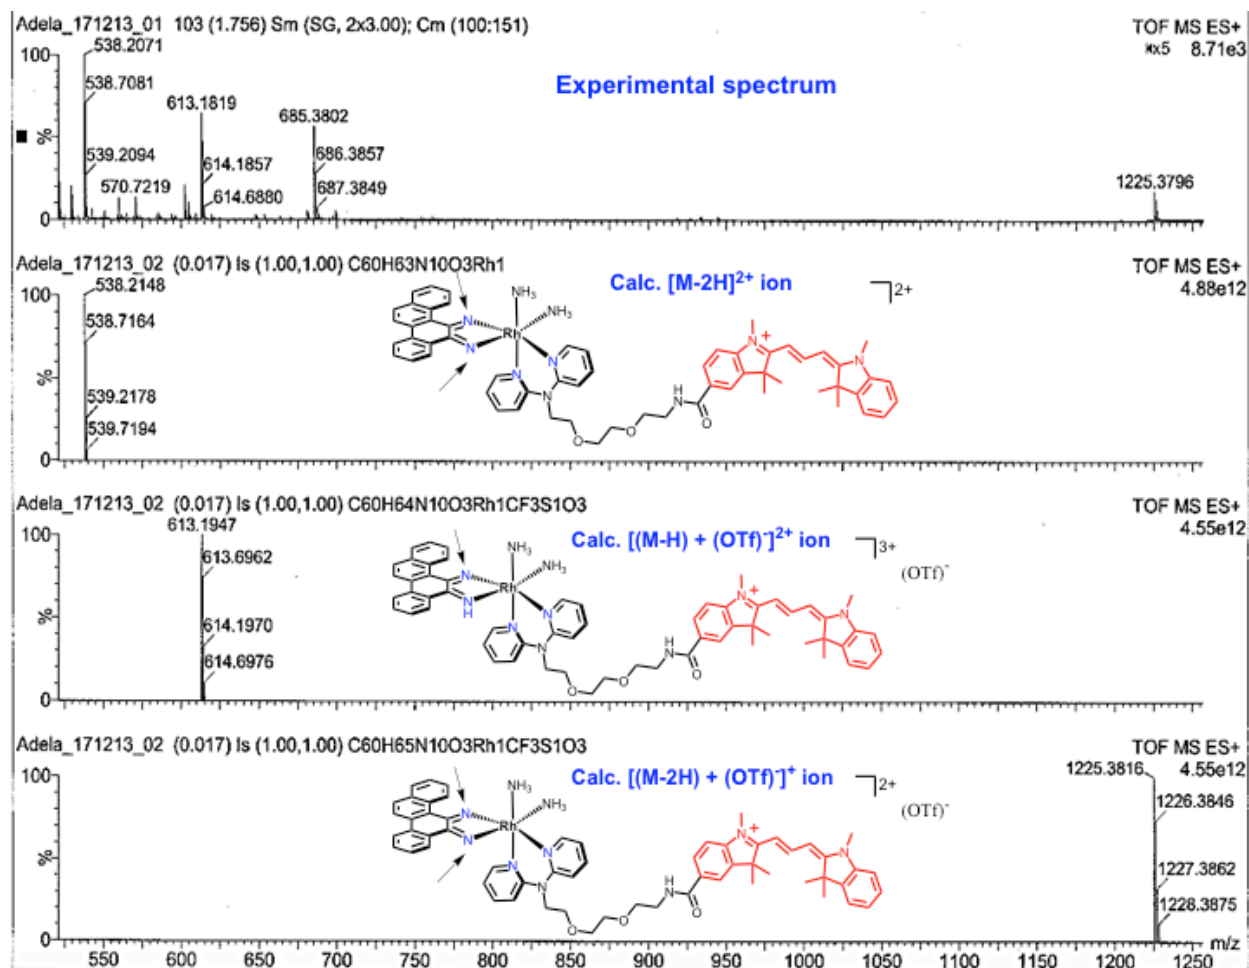 Adela_171213_01 103 (1.756) Sm (SG, 2x3.00); Cm (100:151)
TOF MS ES+
8.71e3
Experimental spectrum
100
%
0
538.2071
538.7081
539.2094
570.7219
613.1819
614.1857
614.6880
685.3802
686.3857
687.3849
1225.3796
Adela_171213_02 (0.017) Is (1.00,1.00) C60H63N10O3Rh1
TOF MS ES+
4.88e12
Calc. [M-2H]2+ ion
2+
100
%
0
538.2148
538.7164
539.2178
539.7194
NH3
NH3
N
N
Rh
N
N
N
O
O
H
N
O
N
+
N
Adela_171213_02 (0.017) Is (1.00,1.00) C60H64N10O3Rh1CF3S1O3
TOF MS ES+
4.55e12
Calc. [(M-H) + (OTf)-]2+ ion
3+
(OTf)-
100
%
0
613.1947
613.6962
614.1970
614.6976
NH3
NH3
N
N
H
Rh
N
N
N
O
O
H
N
O
N
+
N
Adela_171213_02 (0.017) Is (1.00,1.00) C60H65N10O3Rh1CF3S1O3
TOF MS ES+
4.55e12
Calc. [(M-2H) + (OTf)-]+ ion
2+
(OTf)-
100
%
0
1225.3816
1226.3846
1227.3862
1228.3875
NH3
NH3
N
N
Rh
N
N
N
O
O
H
N
O
N
+
N
m/z
550 600 650 700 750 800 850 900 950 1000 1050 1100 1150 1200 1250